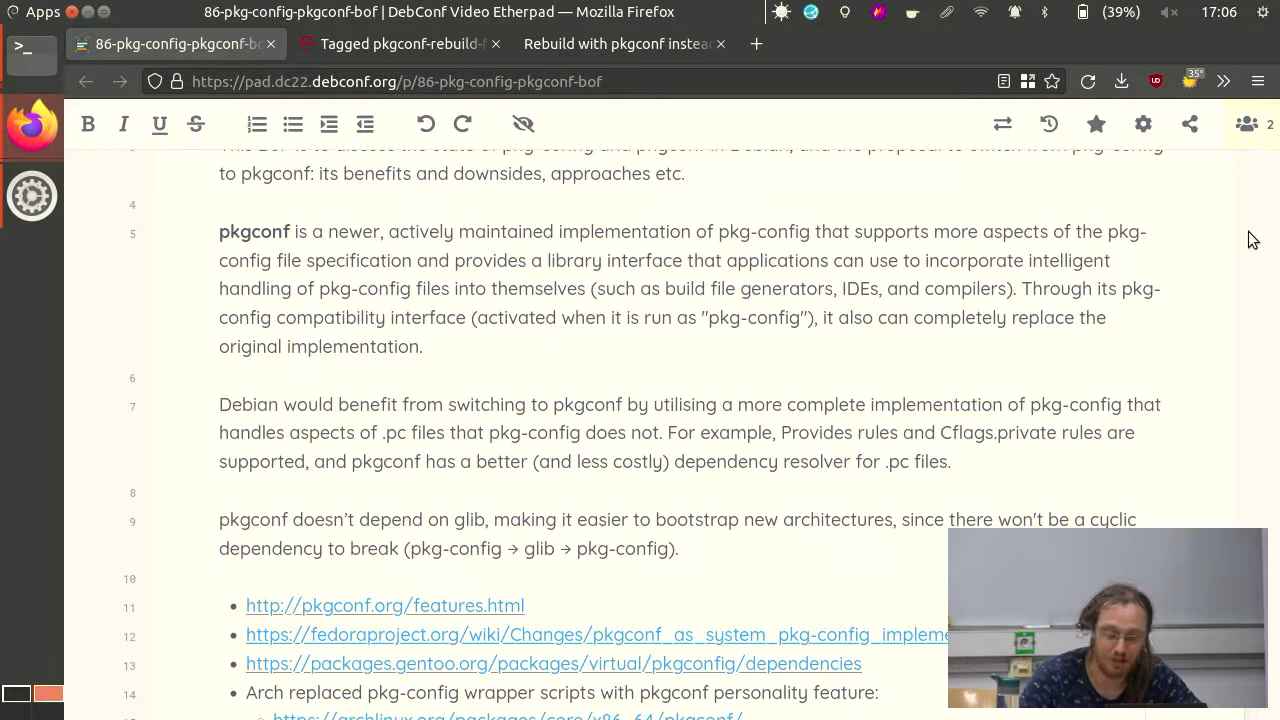 Apps
86-pkg-config-pkgconf-bof | DebConf Video Etherpad — Mozilla Firefox
(39%)
17:06
86-pkg-config-pkgconf-bo
Tagged pkgconf-rebuild-f
Rebuild with pkgconf instead
https://pad.dc22.debconf.org/p/86-pkg-config-pkgconf-bof
35°
2
to pkgconf: its benefits and downsides, approaches etc.
4
5 pkgconf is a newer, actively maintained implementation of pkg-config that supports more aspects of the pkg-
config file specification and provides a library interface that applications can use to incorporate intelligent
handling of pkg-config files into themselves (such as build file generators, IDEs, and compilers). Through its pkg-
config compatibility interface (activated when it is run as "pkg-config"), it also can completely replace the
original implementation.
6
7 Debian would benefit from switching to pkgconf by utilising a more complete implementation of pkg-config that
handles aspects of .pc files that pkg-config does not. For example, Provides rules and Cflags.private rules are
supported, and pkgconf has a better (and less costly) dependency resolver for .pc files.
8
9 pkgconf doesn’t depend on glib, making it easier to bootstrap new architectures, since there won't be a cyclic
dependency to break (pkg-config → glib → pkg-config).
10
11 http://pkgconf.org/features.html
12 https://fedoraproject.org/wiki/Changes/pkgconf_as_system_pkg-config_impleme
13 https://packages.gentoo.org/packages/virtual/pkgconfig/dependencies
14 Arch replaced pkg-config wrapper scripts with pkgconf personality feature:
https://archlinux.org/packages/core/x86_64/pkgconf/